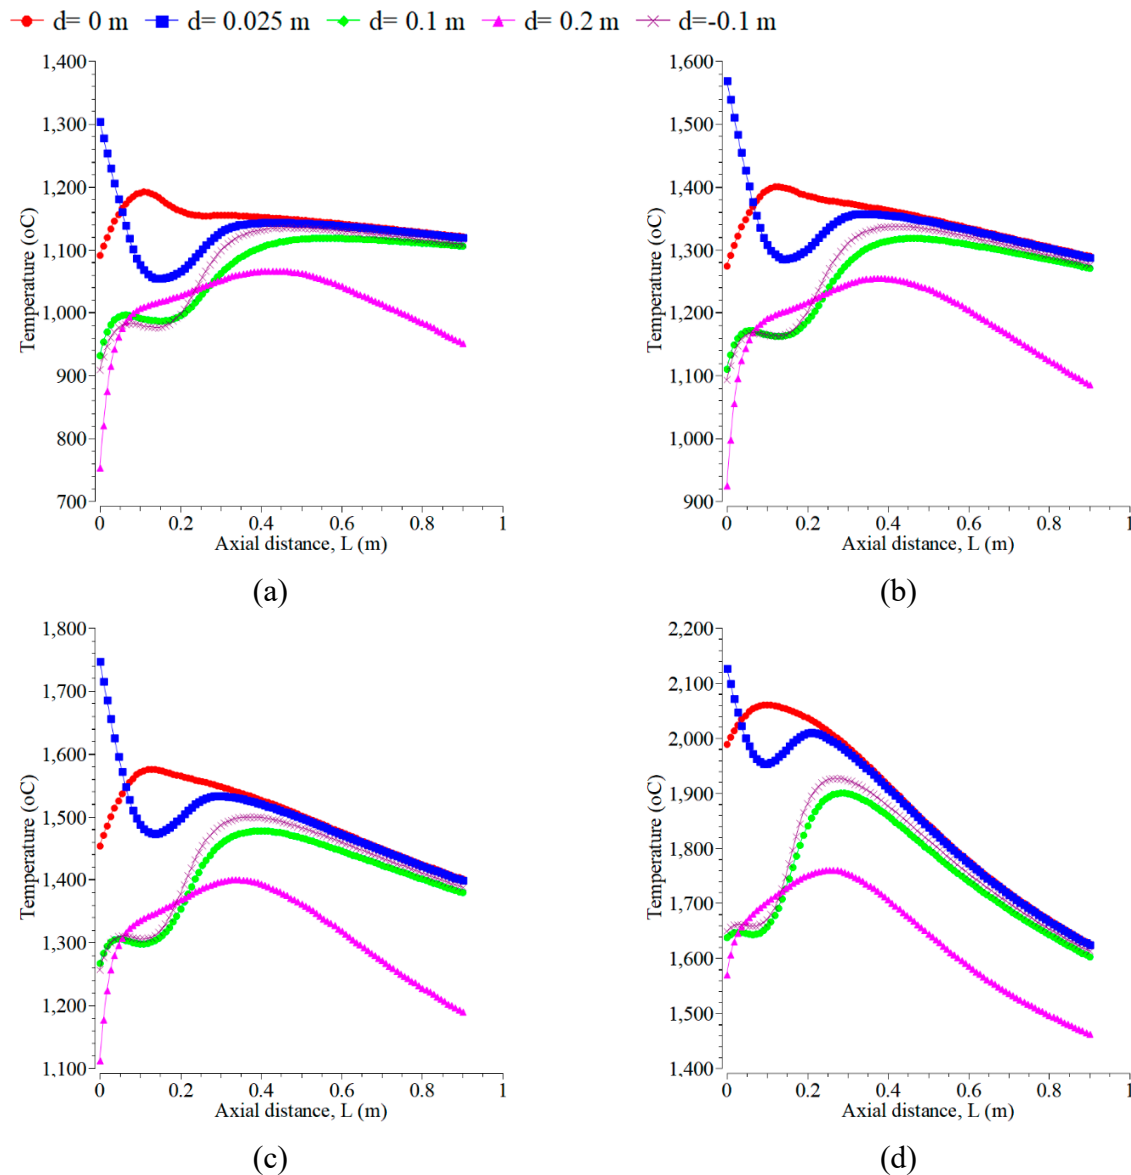 d= 0 m d= 0.025 m d= 0.1 m d= 0.2 m d=-0.1 m
1,400
1,300
1,200
1,100
1,000
900
800
700
Temperature (oC)
0 0.2 0.4 0.6 0.8 1
Axial distance, L (m)
(a)
1,600
1,500
1,400
1,300
1,200
1,100
1,000
900
Temperature (oC)
0 0.2 0.4 0.6 0.8 1
Axial distance, L (m)
(b)
1,800
1,700
1,600
1,500
1,400
1,300
1,200
1,100
Temperature (oC)
0 0.2 0.4 0.6 0.8 1
Axial distance, L (m)
(c)
2,200
2,100
2,000
1,900
1,800
1,700
1,600
1,500
1,400
Temperature (oC)
0 0.2 0.4 0.6 0.8 1
Axial distance, L (m)
(d)